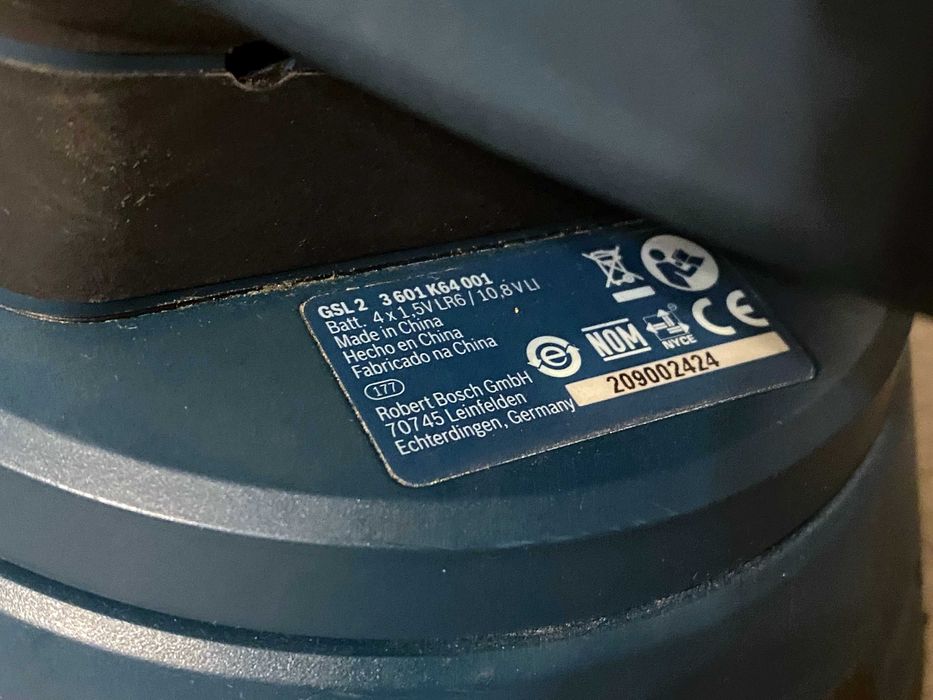 GSL 2 3 601 K64 001
Batt. 4 x 1,5V LR6 / 10,8 V LI
Made in China
Hecho en China
Fabricado na China
177
Robert Bosch GmbH
70745 Leinfelden
Echterdingen, Germany
e
NOM
NYCE
CE
209002424